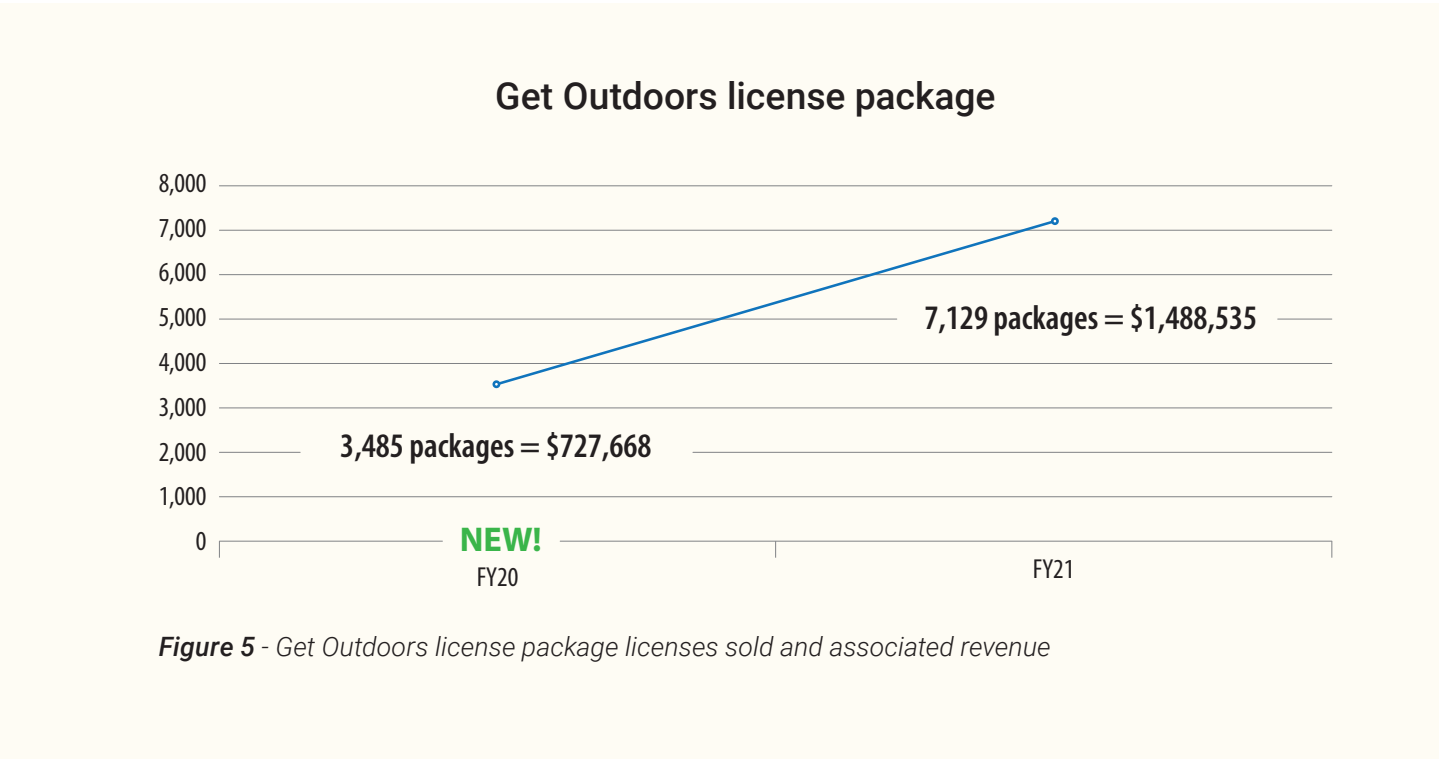 Get Outdoors license package
8,000
7,000
6,000
5,000
7,129 packages = $1,488,535
4,000
3,000
2,000
3,485 packages = $727,668
1,000
0
NEW!
FY20
FY21
Figure 5 - Get Outdoors license package licenses sold and associated revenue